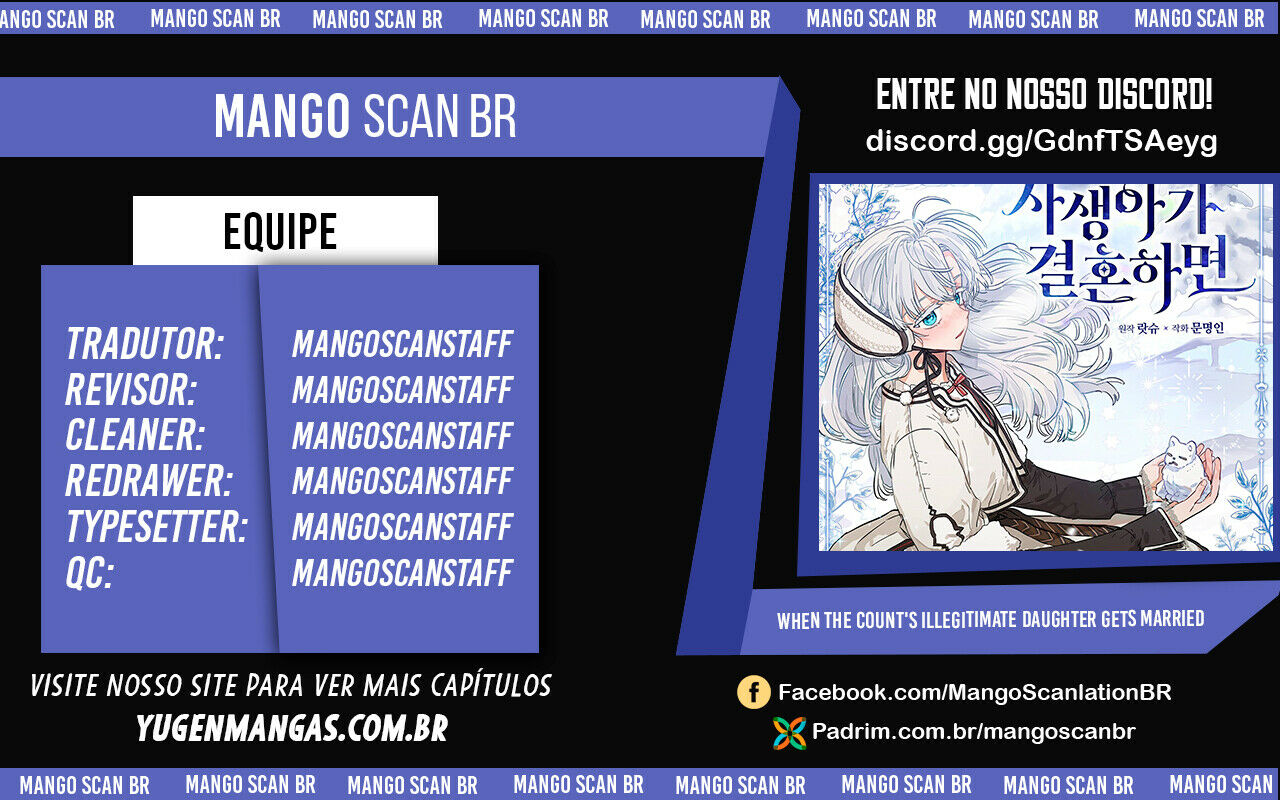 ANGO SCAN BR MANGO SCAN BR MANGO SCAN BR MANGO SCAN BR MANGO SCAN BR MANGO SCAN BR MANGO SCAN BR MANGO SCAN BR
MANGO SCAN BR
EQUIPE
TRADUTOR: MANGOSCANSTAFF
REVISOR: MANGOSCANSTAFF
CLEANER: MANGOSCANSTAFF
REDRAWER: MANGOSCANSTAFF
TYPESETTER: MANGOSCANSTAFF
QC: MANGOSCANSTAFF
VISITE NOSSO SITE PARA VER MAIS CAPÍTULOS
YUGENMANGAS.COM.BR
ENTRE NO NOSSO DISCORD!
discord.gg/GdnfTSAeyg
사생아가
결혼하면
원작 랏슈 × 작화 문명인
WHEN THE COUNT'S ILLEGITIMATE DAUGHTER GETS MARRIED
Facebook.com/MangoScanlationBR
Padrim.com.br/mangoscanbr
MANGO SCAN BR MANGO SCAN BR MANGO SCAN BR MANGO SCAN BR MANGO SCAN BR MANGO SCAN BR MANGO SCAN BR MANGO SCAN